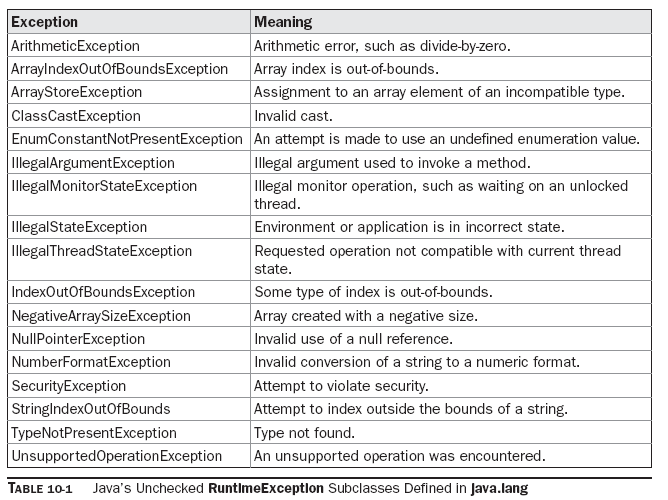 Exception Meaning
ArithmeticException Arithmetic error, such as divide-by-zero.
ArrayIndexOutOfBoundsException Array index is out-of-bounds.
ArrayStoreException Assignment to an array element of an incompatible type.
ClassCastException Invalid cast.
EnumConstantNotPresentException An attempt is made to use an undefined enumeration value.
IllegalArgumentException Illegal argument used to invoke a method.
IllegalMonitorStateException Illegal monitor operation, such as waiting on an unlocked
thread.
IllegalStateException Environment or application is in incorrect state.
IllegalThreadStateException Requested operation not compatible with current thread
state.
IndexOutOfBoundsException Some type of index is out-of-bounds.
NegativeArraySizeException Array created with a negative size.
NullPointerException Invalid use of a null reference.
NumberFormatException Invalid conversion of a string to a numeric format.
SecurityException Attempt to violate security.
StringIndexOutOfBounds Attempt to index outside the bounds of a string.
TypeNotPresentException Type not found.
UnsupportedOperationException An unsupported operation was encountered.
TABLE 10-1 Java's Unchecked RuntimeException Subclasses Defined in java.lang